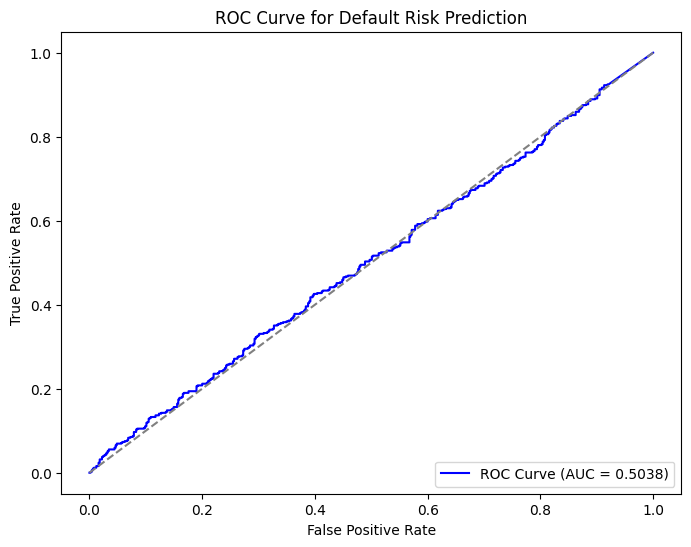 ROC Curve for Default Risk Prediction
True Positive Rate
1.0
0.8
0.6
0.4
0.2
0.0
ROC Curve (AUC = 0.5038)
0.0 0.2 0.4 0.6 0.8 1.0
False Positive Rate